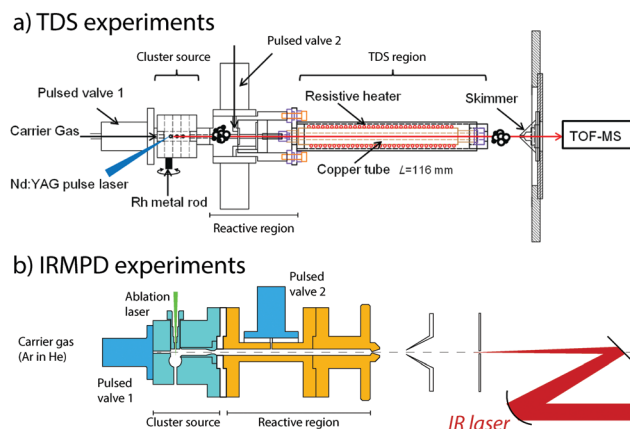 a) TDS experiments
Pulsed valve 2
Cluster source
TDS region
Pulsed valve 1
Resistive heater
Skimmer
Carrier Gas
TOF-MS
Nd:YAG pulse laser
Copper tube L=116 mm
Rh metal rod
Reactive region
b) IRMPD experiments
Pulsed
valve 2
Ablation
laser
Carrier gas
(Ar in He)
Pulsed
valve 1
Cluster source
Reactive region
IR laser